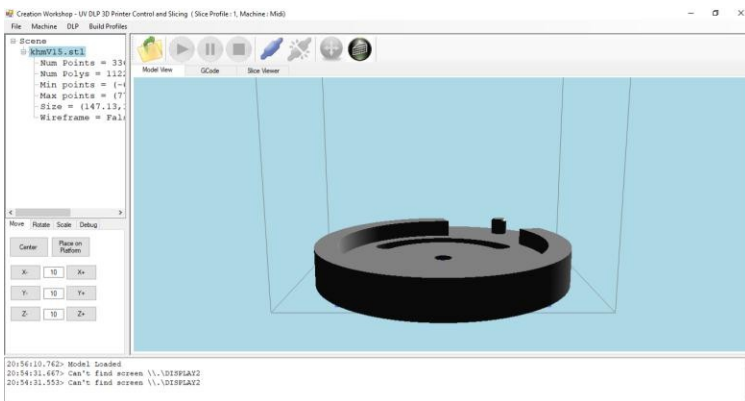 Creation Workshop - UV DLP 3D Printer Control and Slicing ( Slice Profile : 1, Machine : Midi)
File Machine DLP Build Profiles
Scene
khmV15.stl
Num Points = 33
Num Polys = 1122
Min points = (-
Max points = (7
Size = (147.13,
Wireframe = Fal
Model View GCode Slice Viewer
Move Rotate Scale Debug
Center Place on Platform
X- 10 X+
Y- 10 Y+
Z- 10 Z+
20:56:10.762> Model Loaded
20:54:31.667> Can't find screen \\.\DISPLAY2
20:54:31.553> Can't find screen \\.\DISPLAY2